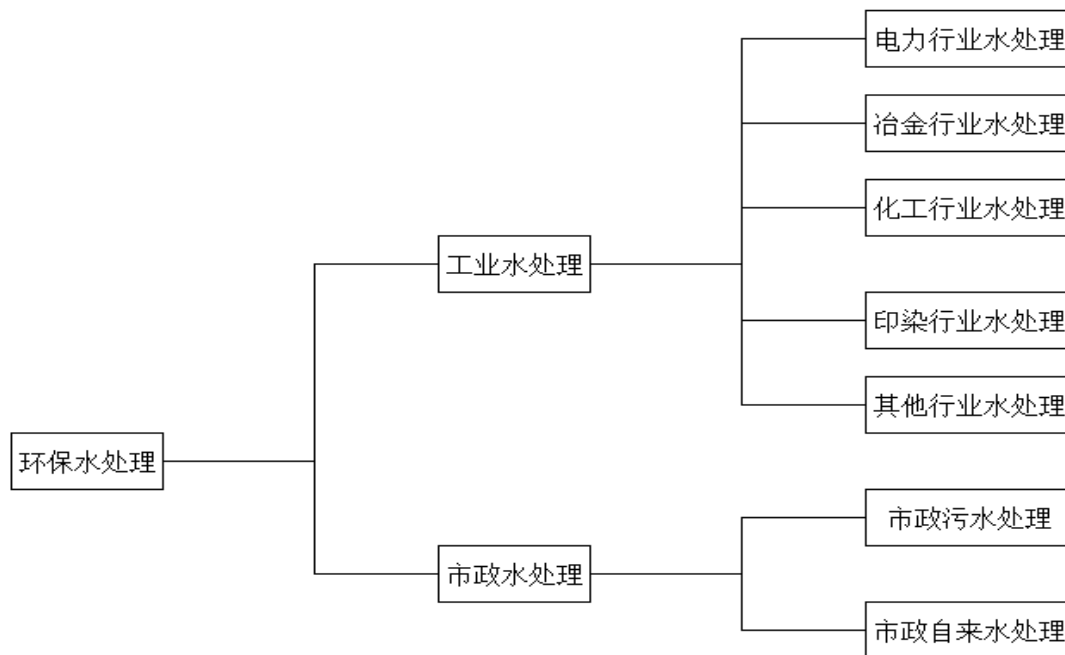 电力行业水处理
冶金行业水处理
化工行业水处理
工业水处理
印染行业水处理
其他行业水处理
环保水处理
市政污水处理
市政水处理
市政自来水处理